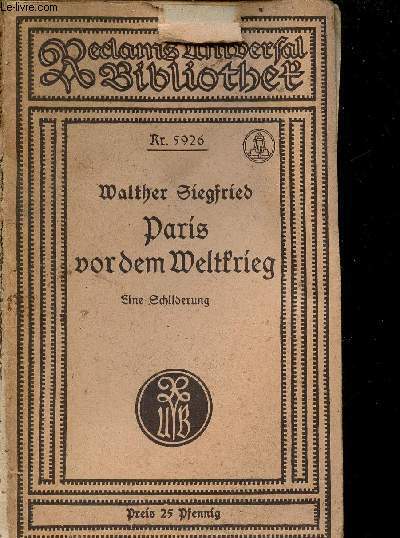 Le-livre.com
Reclams Universal
Bibliothek
Nr. 5926
Walther Siegfried
Paris
vor dem Weltkrieg
Eine Schilderung
RUB
Preis 25 Pfennig